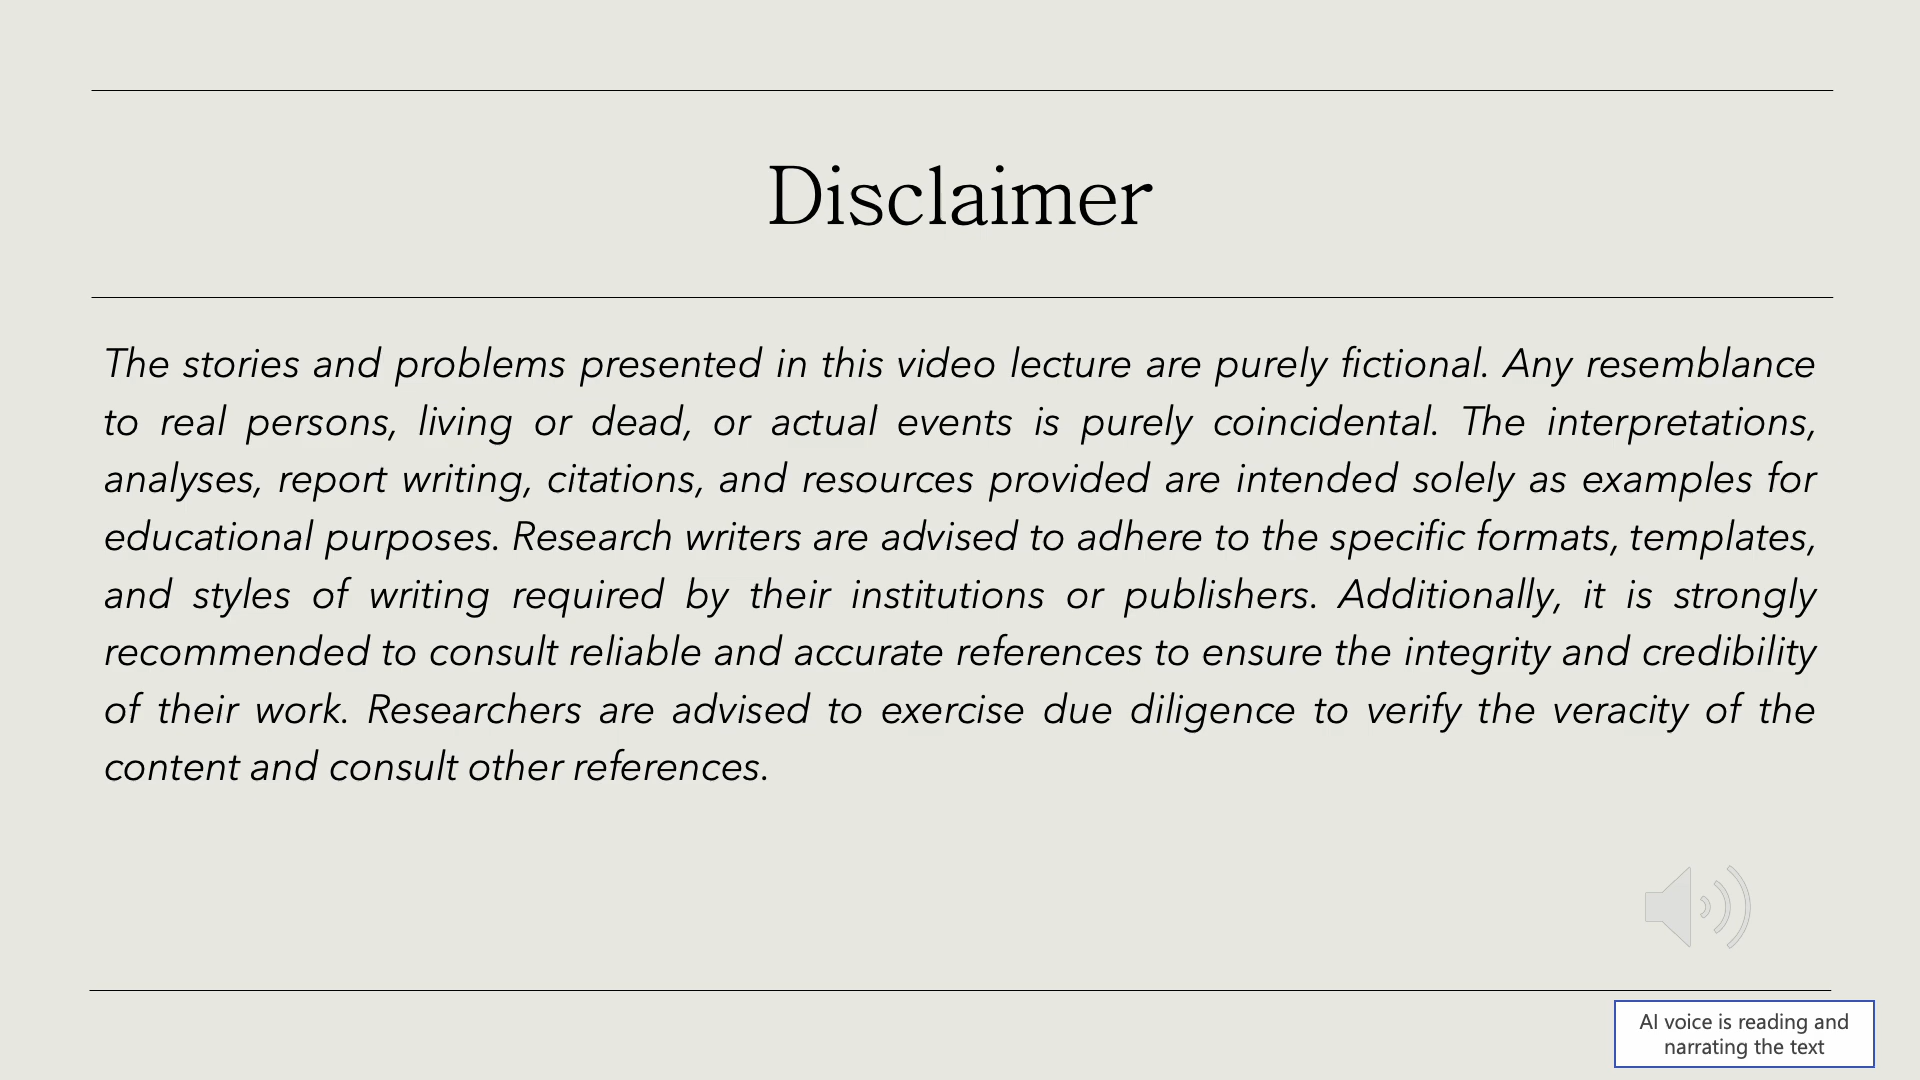 Disclaimer
The stories and problems presented in this video lecture are purely fictional. Any resemblance
to real persons, living or dead, or actual events is purely coincidental. The interpretations,
analyses, report writing, citations, and resources provided are intended solely as examples for
educational purposes. Research writers are advised to adhere to the specific formats, templates,
and styles of writing required by their institutions or publishers. Additionally, it is strongly
recommended to consult reliable and accurate references to ensure the integrity and credibility
of their work. Researchers are advised to exercise due diligence to verify the veracity of the
content and consult other references.
AI voice is reading and
narrating the text